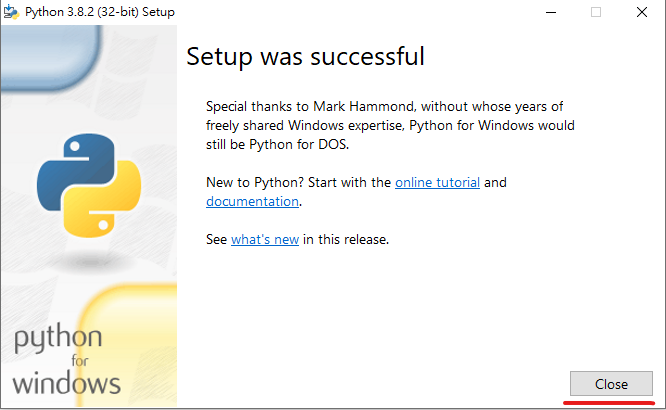 Python 3.8.2 (32-bit) Setup
Setup was successful
Special thanks to Mark Hammond, without whose years of
freely shared Windows expertise, Python for Windows would
still be Python for DOS.
New to Python? Start with the online tutorial and
documentation.
See what's new in this release.
python
for
windows
Close